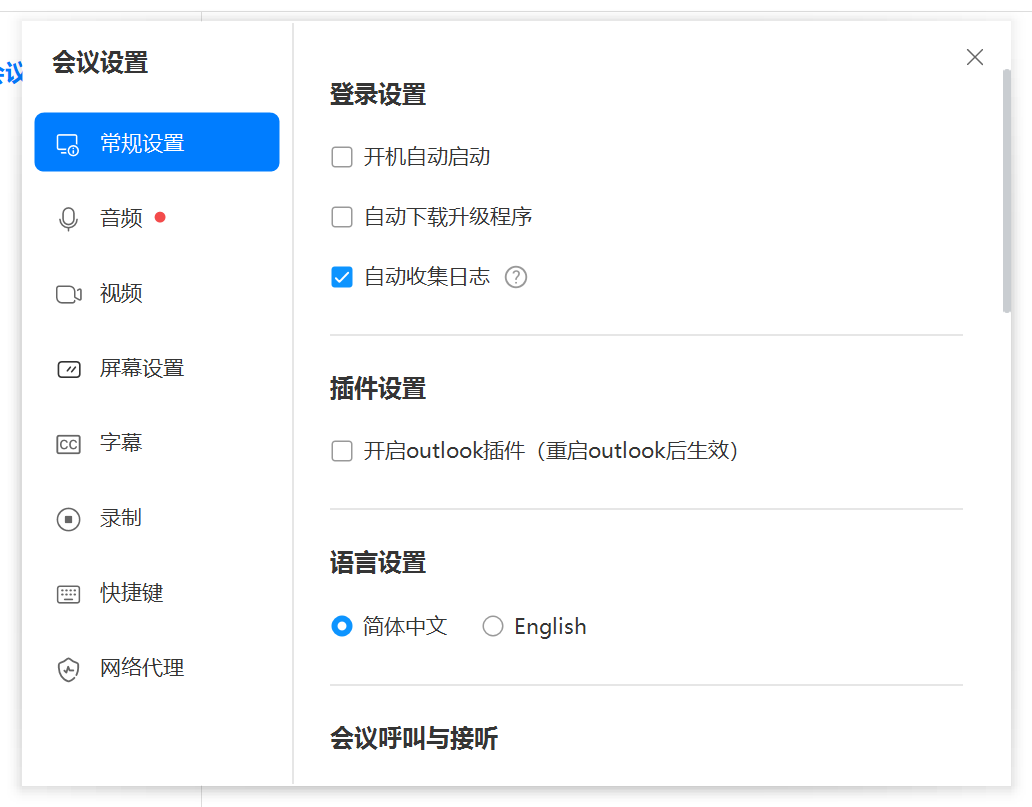 会议设置
常规设置
音频
视频
屏幕设置
CC 字幕
录制
快捷键
网络代理
登录设置
开机自动启动
自动下载升级程序
自动收集日志 ?
插件设置
开启outlook插件（重启outlook后生效）
语言设置
简体中文 English
会议呼叫与接听